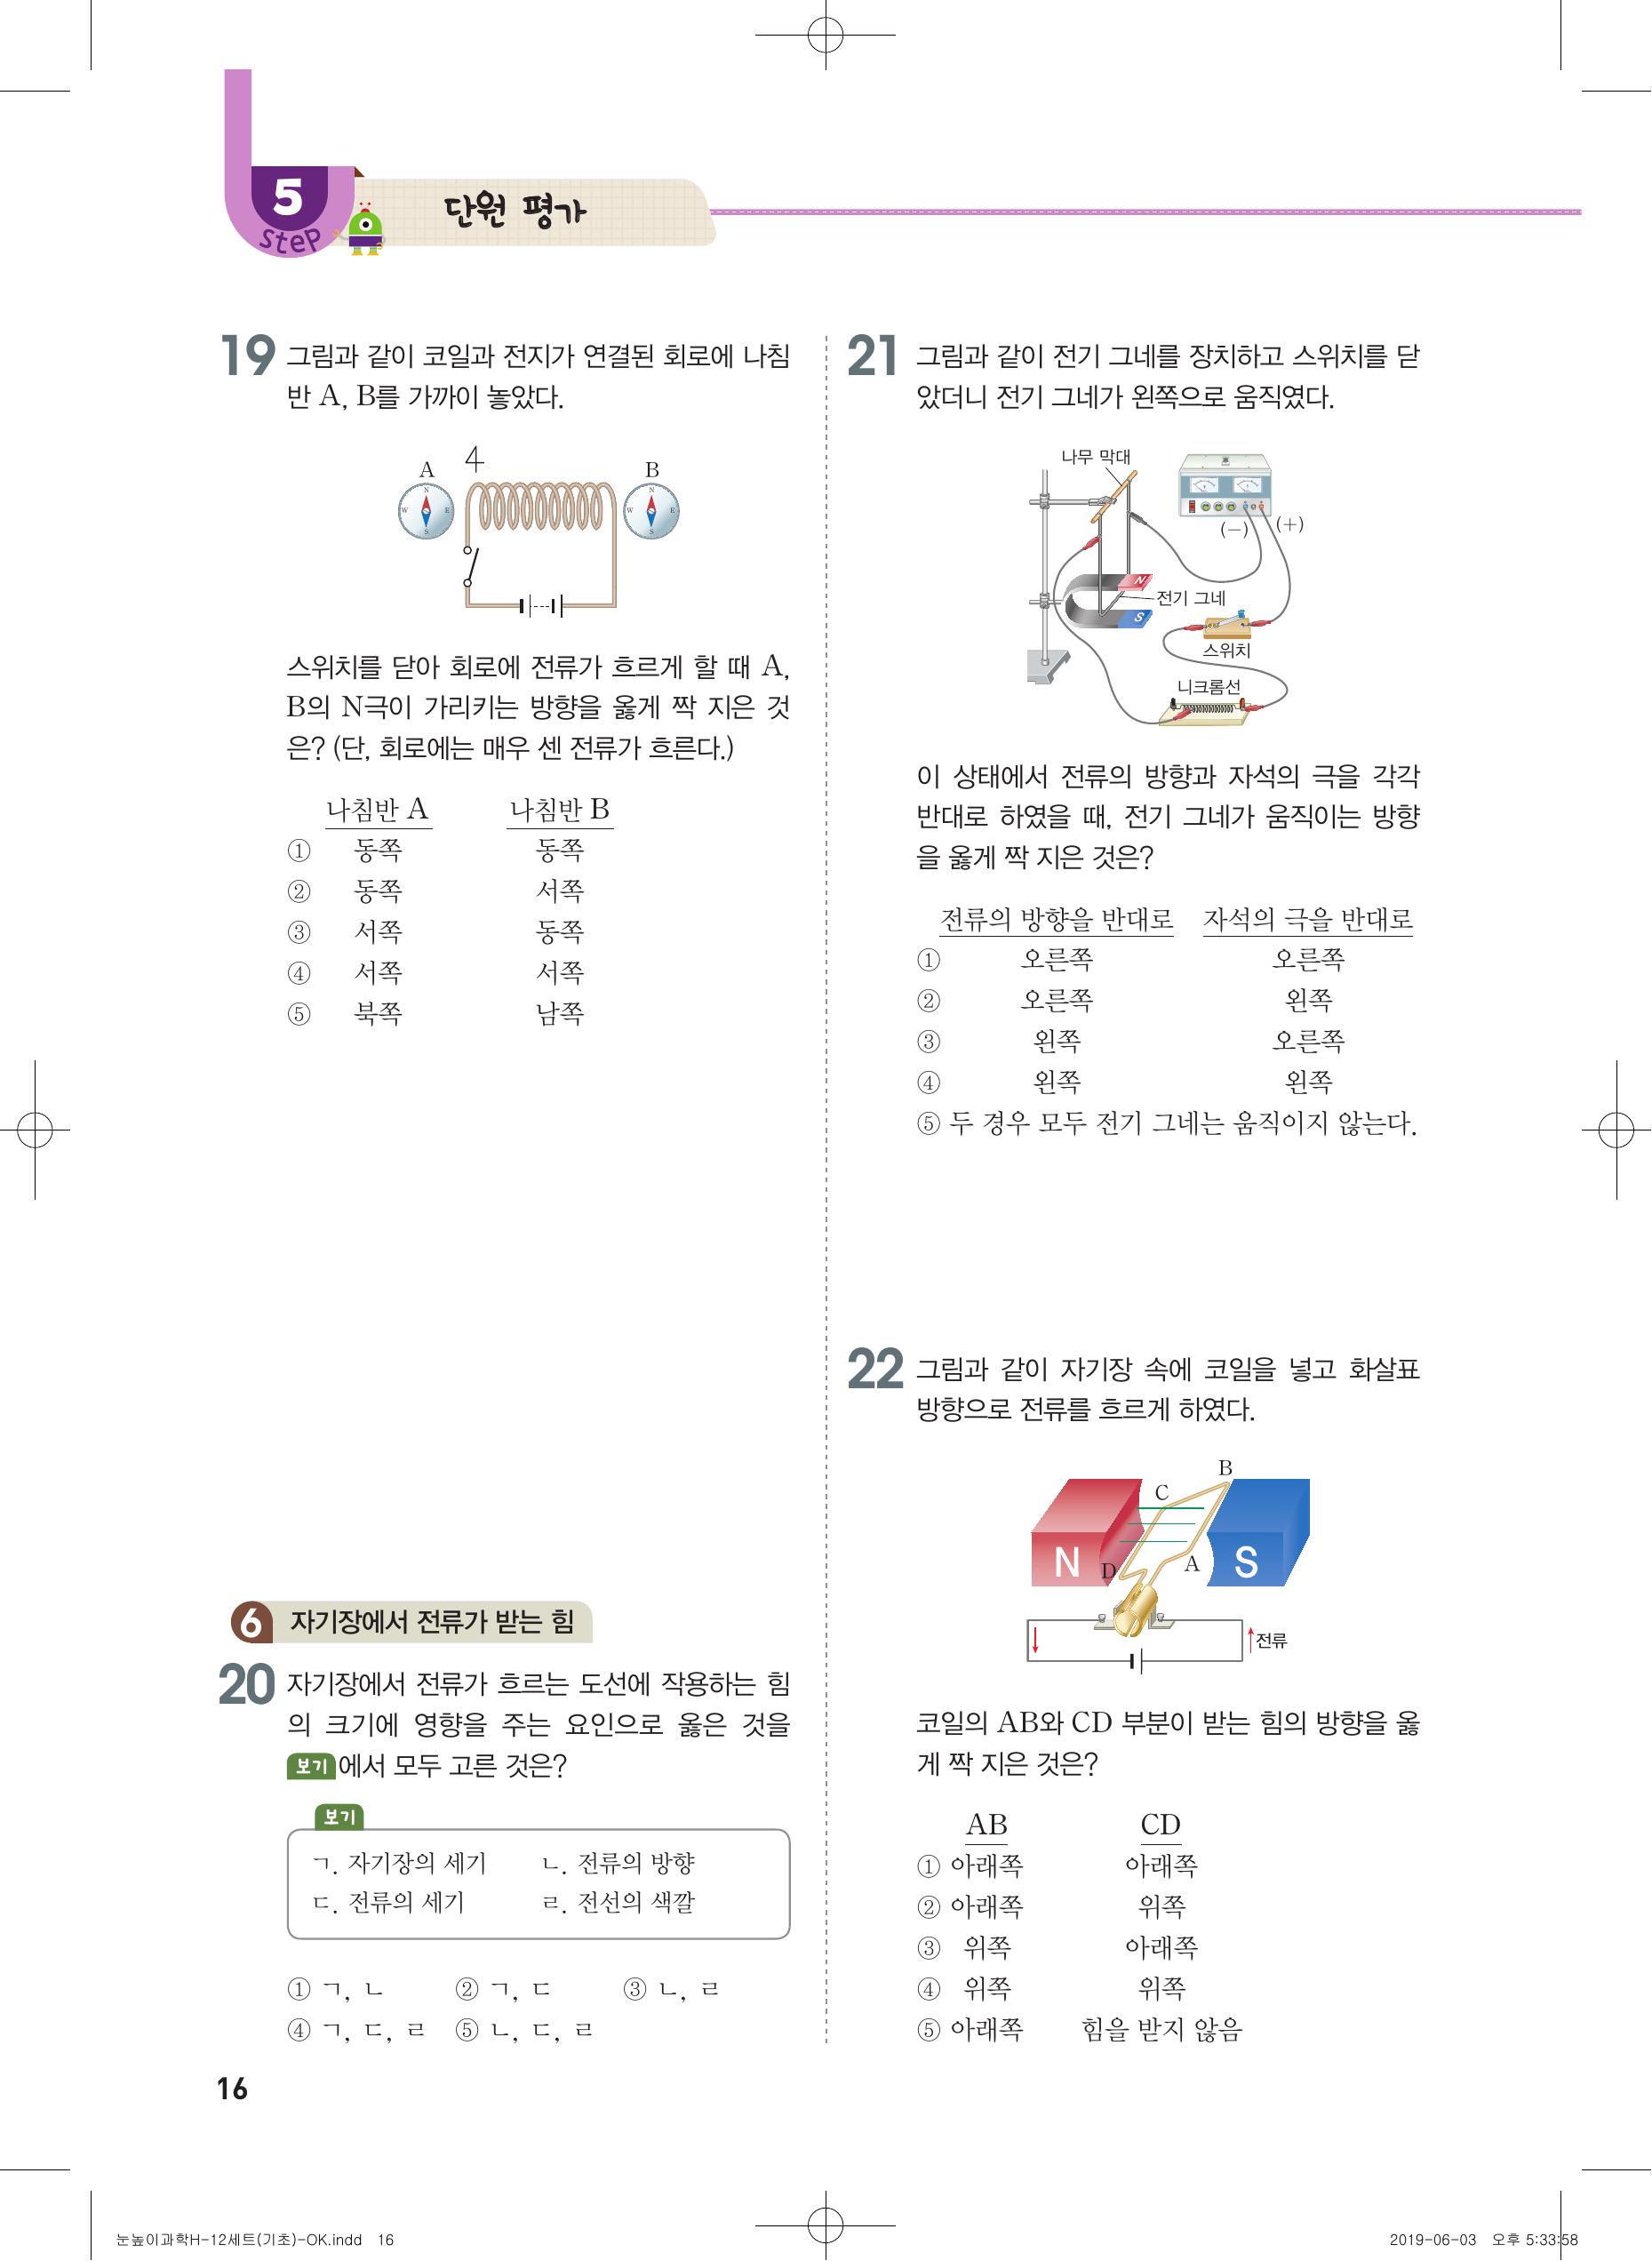 5
step
단원 평가
19 그림과 같이 코일과 전지가 연결된 회로에 나침
반 A, B를 가까이 놓았다.
4
A
B
N
W
E
S
N
W
E
S
스위치를 닫아 회로에 전류가 흐르게 할 때 A,
B의 N극이 가리키는 방향을 옳게 짝 지은 것
은? (단, 회로에는 매우 센 전류가 흐른다.)
나침반 A 나침반 B
① 동쪽 동쪽
② 동쪽 서쪽
③ 서쪽 동쪽
④ 서쪽 서쪽
⑤ 북쪽 남쪽
6 자기장에서 전류가 받는 힘
20 자기장에서 전류가 흐르는 도선에 작용하는 힘
의 크기에 영향을 주는 요인으로 옳은 것을
보기 에서 모두 고른 것은?
보기
ㄱ. 자기장의 세기 ㄴ. 전류의 방향
ㄷ. 전류의 세기 ㄹ. 전선의 색깔
① ㄱ, ㄴ ② ㄱ, ㄷ ③ ㄴ, ㄹ
④ ㄱ, ㄷ, ㄹ ⑤ ㄴ, ㄷ, ㄹ
21 그림과 같이 전기 그네를 장치하고 스위치를 닫
았더니 전기 그네가 왼쪽으로 움직였다.
나무 막대
(-)
(+)
N
전기 그네
S
스위치
니크롬선
이 상태에서 전류의 방향과 자석의 극을 각각
반대로 하였을 때, 전기 그네가 움직이는 방향
을 옳게 짝 지은 것은?
전류의 방향을 반대로 자석의 극을 반대로
① 오른쪽 오른쪽
② 오른쪽 왼쪽
③ 왼쪽 오른쪽
④ 왼쪽 왼쪽
⑤ 두 경우 모두 전기 그네는 움직이지 않는다.
22 그림과 같이 자기장 속에 코일을 넣고 화살표
방향으로 전류를 흐르게 하였다.
B
C
N
D
A
S
전류
코일의 AB와 CD 부분이 받는 힘의 방향을 옳
게 짝 지은 것은?
AB CD
① 아래쪽 아래쪽
② 아래쪽 위쪽
③ 위쪽 아래쪽
④ 위쪽 위쪽
⑤ 아래쪽 힘을 받지 않음
16
눈높이과학H-12세트(기초)-OK.indd 16
2019-06-03 오후 5:33:58